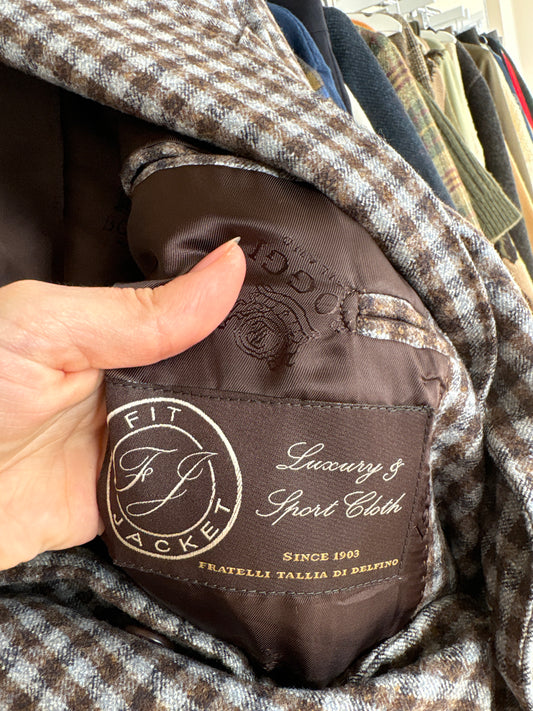 FIT
FJ
JACKET
Luxury &
Sport Cloth
SINCE 1903
FRATELLI TALLIA DI DELFINO